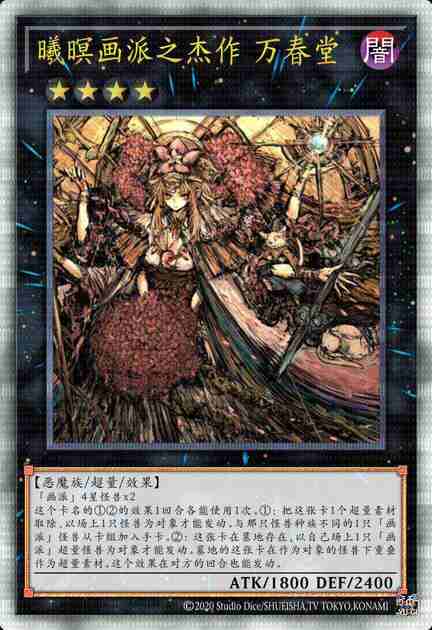 曦暝画派之杰作 万春堂
闇
【恶魔族/超量/效果】
「画派」4星怪兽x2
这个卡名的①②的效果1回合各能使用1次。①：把这张卡1个超量素材
取除，以场上1只怪兽为对象才能发动。与那只怪兽种族不同的1只「画
派」怪兽从卡组加入手卡。②：这张卡在墓地存在，以自己场上1只「画
派」超量怪兽为对象才能发动。墓地的这张卡在作为对象的怪兽下重叠
作为超量素材。这个效果在对方的回合也能发动。
ATK/1800 DEF/2400
©2020 Studio Dice/SHUEISHA,TV TOKYO,KONAMI